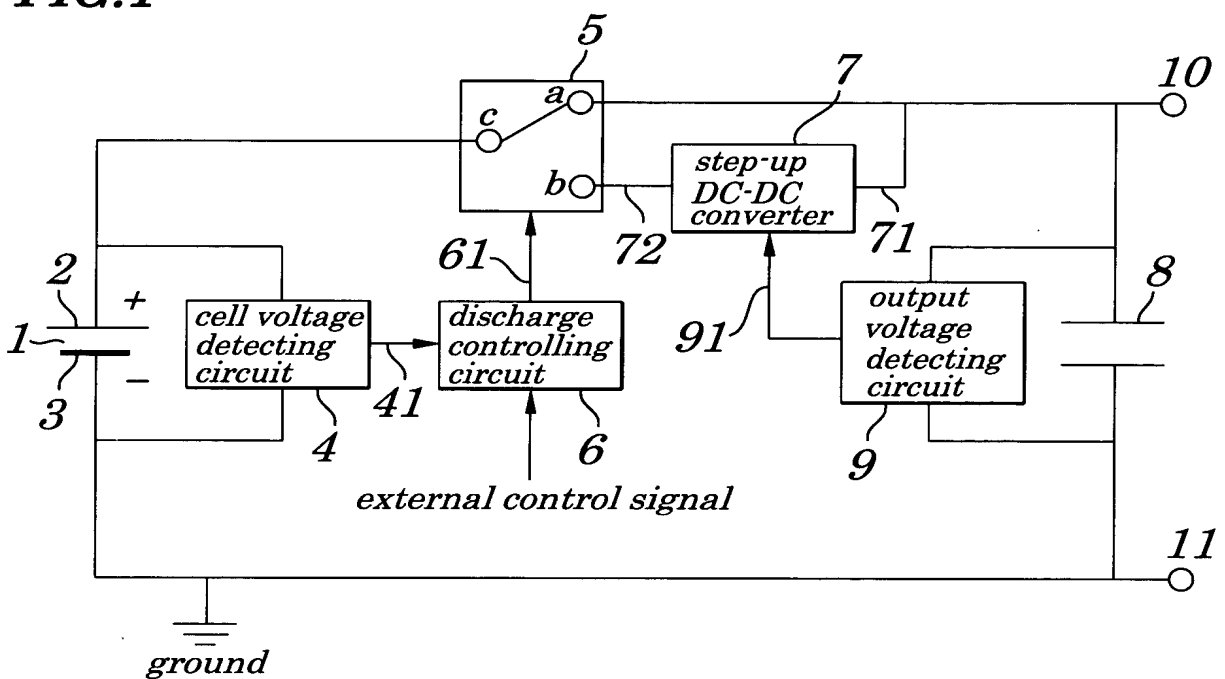 FIG.1
5
10
7
a
c
b
step-up
DC-DC
converter
72
71
61
2
+
1
3
−
cell voltage
detecting
circuit
41
4
discharge
controlling
circuit
6
91
output
voltage
detecting
circuit
9
8
external control signal
11
ground